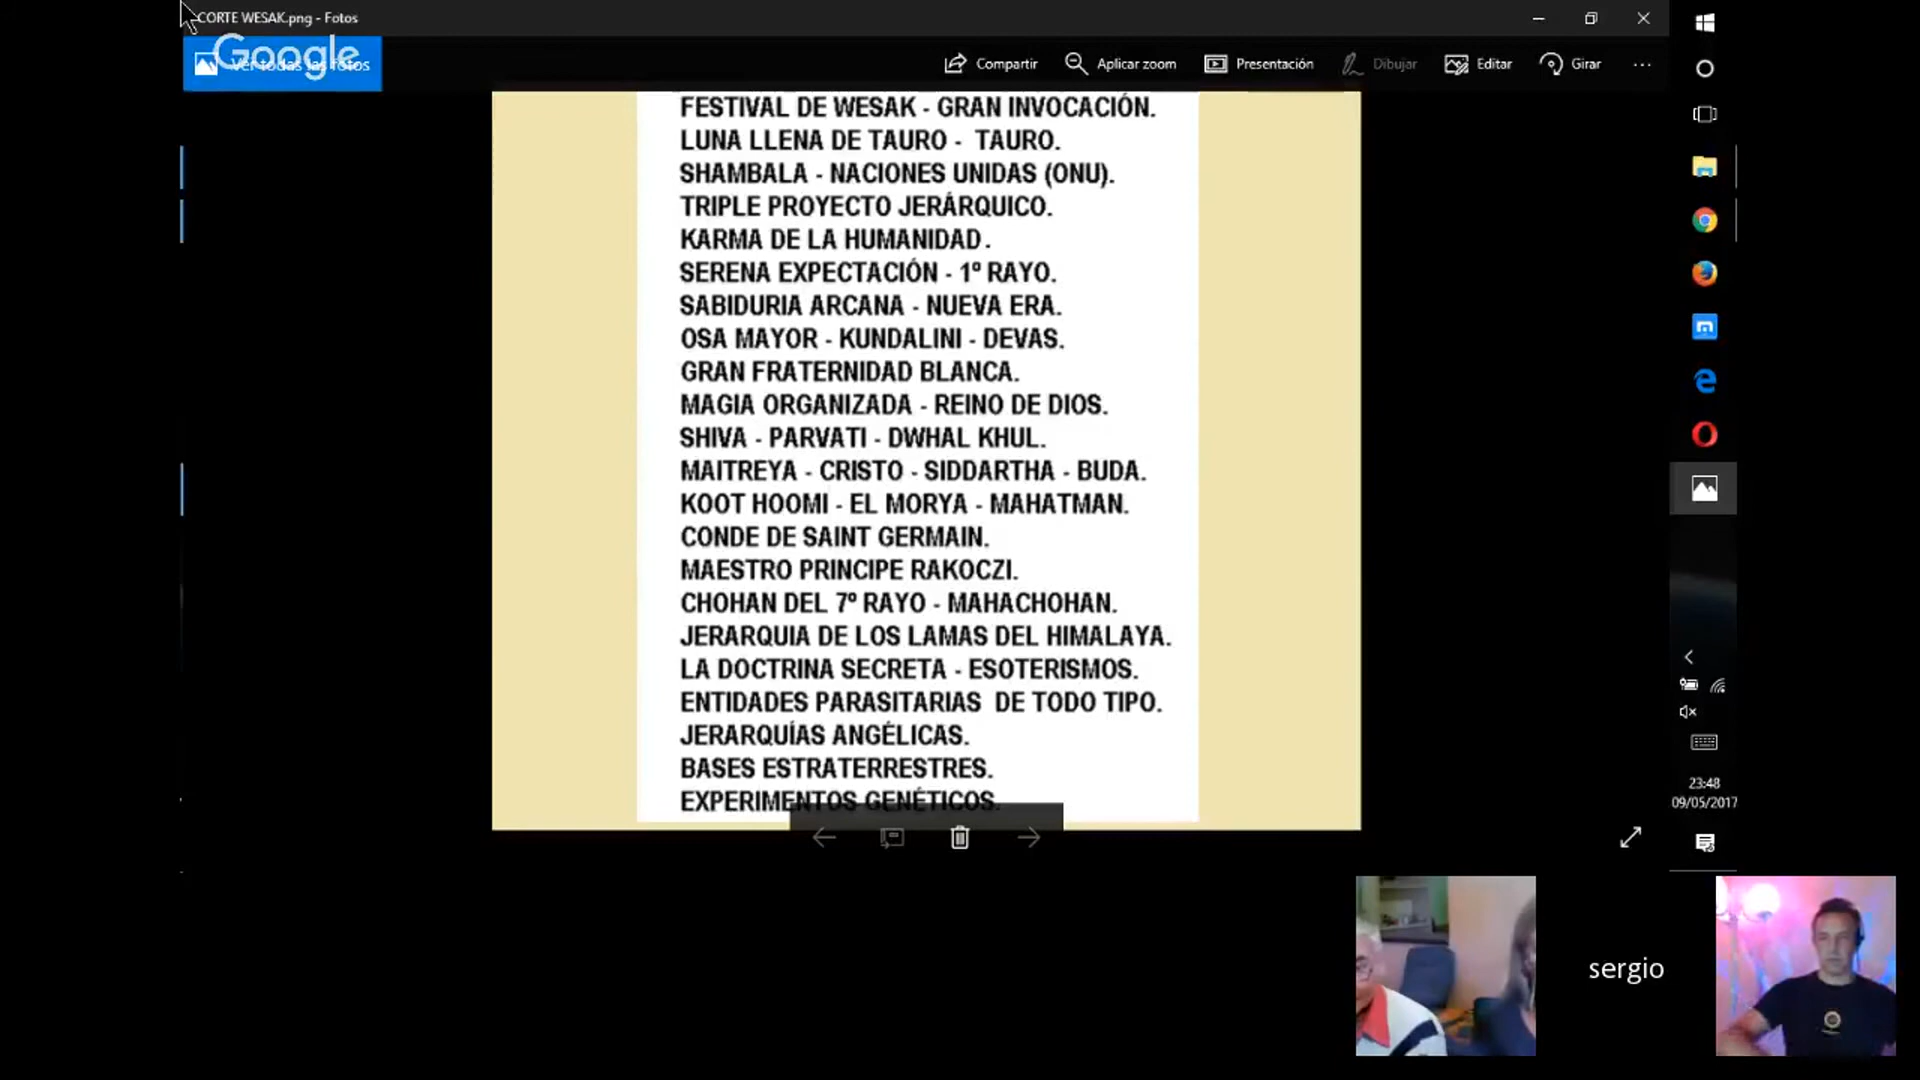 CORTE WESAK.png - Fotos
Google
Ver todas las fotos
Compartir
Aplicar zoom
Presentación
Dibujar
Editar
Girar
FESTIVAL DE WESAK - GRAN INVOCACIÓN.
LUNA LLENA DE TAURO - TAURO.
SHAMBALA - NACIONES UNIDAS (ONU).
TRIPLE PROYECTO JERÁRQUICO.
KARMA DE LA HUMANIDAD.
SERENA EXPECTACIÓN - 1º RAYO.
SABIDURIA ARCANA - NUEVA ERA.
OSA MAYOR - KUNDALINI - DEVAS.
GRAN FRATERNIDAD BLANCA.
MAGIA ORGANIZADA - REINO DE DIOS.
SHIVA - PARVATI - DWHAL KHUL.
MAITREYA - CRISTO - SIDDARTHA - BUDA.
KOOT HOOMI - EL MORYA - MAHATMAN.
CONDE DE SAINT GERMAIN.
MAESTRO PRINCIPE RAKOCZI.
CHOHAN DEL 7º RAYO - MAHACHOHAN.
JERARQUIA DE LOS LAMAS DEL HIMALAYA.
LA DOCTRINA SECRETA - ESOTERISMOS.
ENTIDADES PARASITARIAS DE TODO TIPO.
JERARQUÍAS ANGÉLICAS.
BASES ESTRATERRESTRES.
EXPERIMENTOS GENÉTICOS.
23:48
09/05/2017
sergio